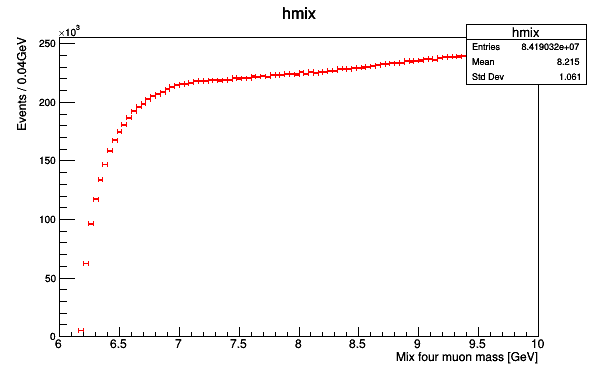 hmix
×10³
hmix
Entries 8.419032e+07
Mean 8.215
Std Dev 1.061
Events / 0.04GeV
250
200
150
100
50
0
6 6.5 7 7.5 8 8.5 9 9.5 10
Mix four muon mass [GeV]